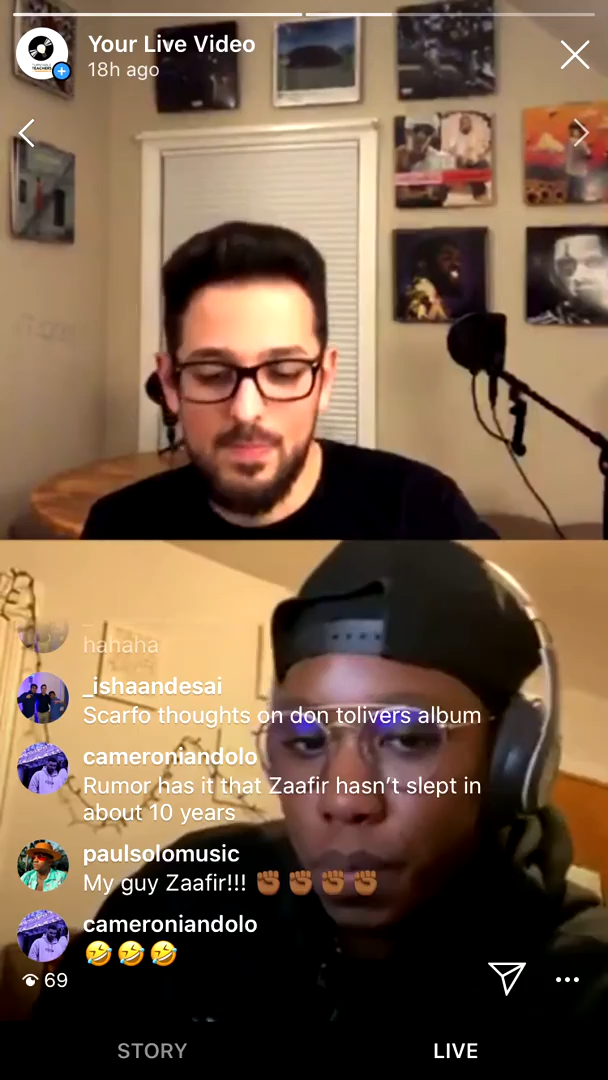 Your Live Video
18h ago
hahaha
_ishaandesai
Scarfo thoughts on don tolivers album
cameroniandolo
Rumor has it that Zaafir hasn't slept in
about 10 years
paulsolomusic
My guy Zaafir!!! ✊🏾 ✊🏾 ✊🏾 ✊🏾
cameroniandolo
🤣 🤣 🤣
69
STORY
LIVE